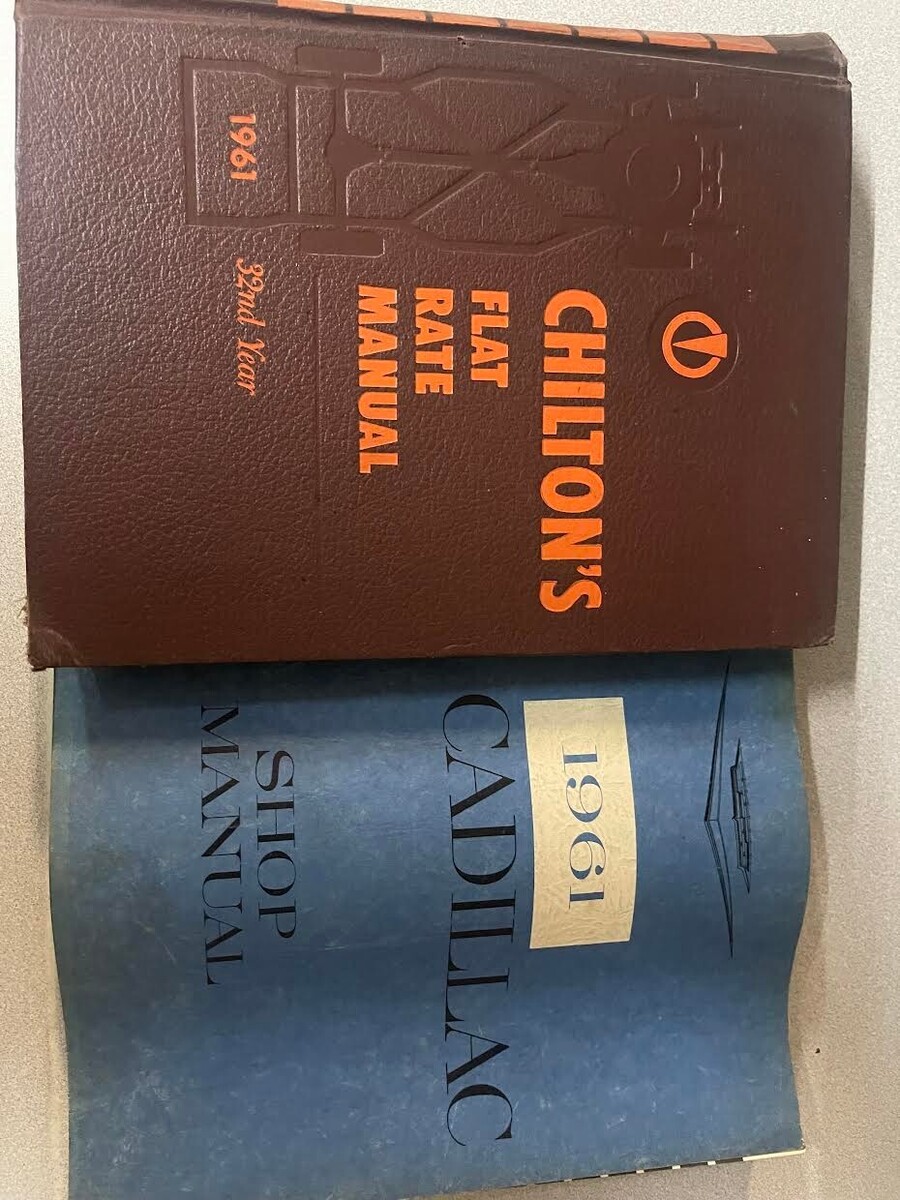 CHILTON'S
FLAT
RATE
MANUAL
1961
32nd Year
1961
CADILLAC
SHOP
MANUAL